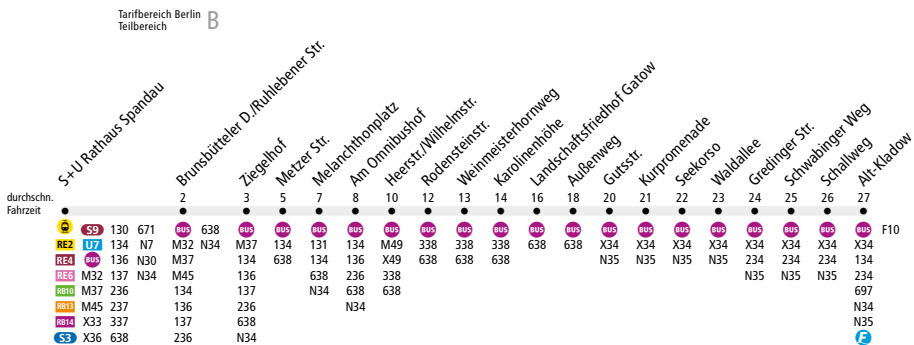 Tarifbereich Berlin
Teilbereich B
S+U Rathaus Spandau
Brunsbütteler D./Ruhlebener Str.
Ziegelhof
Metzer Str.
Melanchthonplatz
Am Omnibushof
Heerstr./Wilhelmstr.
Rodensteinstr.
Weinmeisterhornweg
Karolinenhöhe
Landschaftsfriedhof Gatow
Außenweg
Gutsstr.
Kurpromenade
Seekorso
Waldallee
Gredinger Str.
Schwabinger Weg
Schallweg
Alt-Kladow
durchschn. 2 3 5 7 8 10 12 13 14 16 18 20 21 22 23 24 25 26 27
Fahrzeit
S9 130 671 BUS 638 BUS BUS BUS BUS BUS BUS BUS BUS BUS BUS BUS BUS BUS BUS BUS BUS BUS BUS F10
RE2 U7 134 N7 M32 N34 M37 134 131 134 M49 338 338 338 638 638 X34 X34 X34 X34 X34 X34 X34 X34
RE4 BUS 136 N30 M37 134 638 134 136 X49 638 638 638 N35 N35 N35 N35 234 234 234 134
RE6 M32 137 N34 M45 136 638 236 338 N35 N35 N35 234
RB10 M37 236 134 137 N34 638 638 697
RB13 M45 237 136 236 N34 N34
RB14 X33 337 137 638 N35
S3 X36 638 236 N34 F